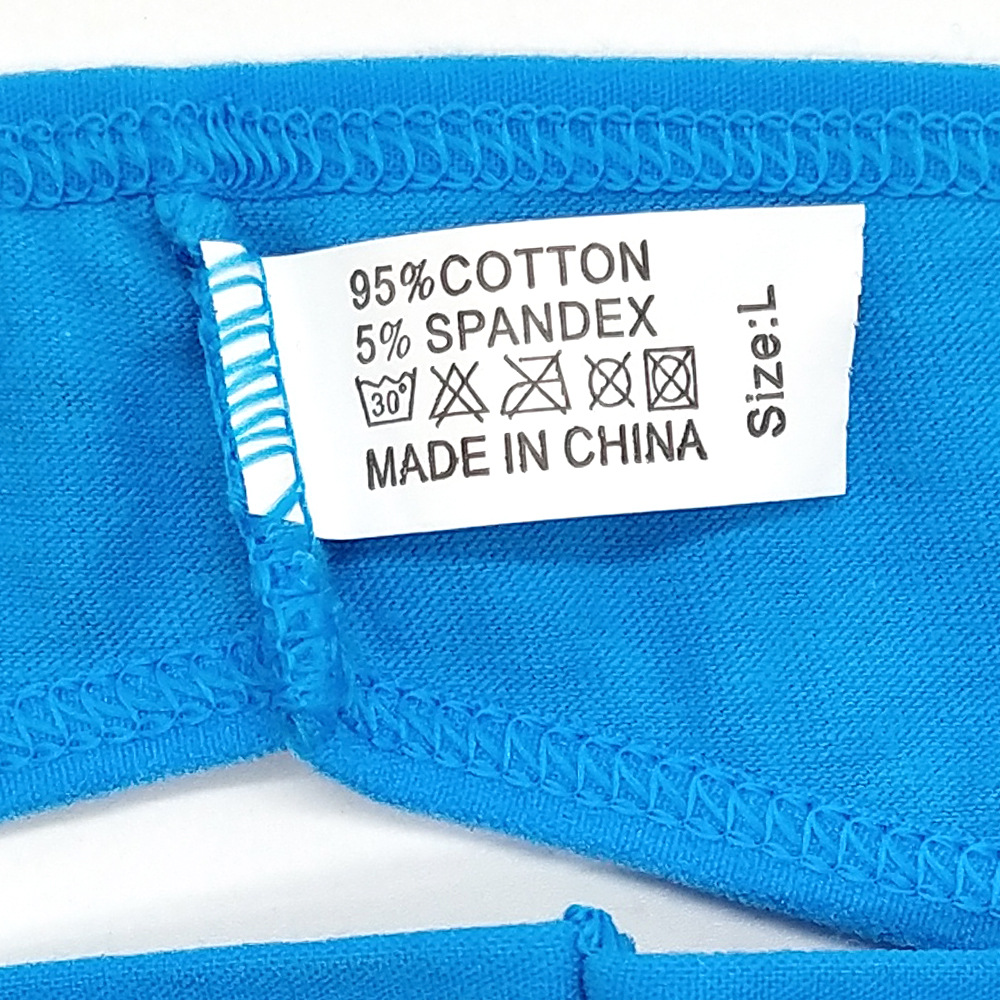 95%COTTON
5% SPANDEX
30°
MADE IN CHINA
Size:L